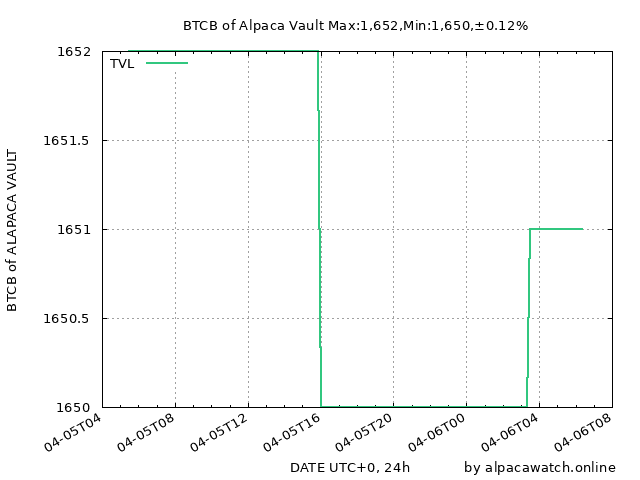 BTCB of Alpaca Vault Max:1,652,Min:1,650,±0.12%
TVL
1652
1651.5
1651
1650.5
1650
BTCB of ALAPACA VAULT
04-05T04
04-05T08
04-05T12
04-05T16
04-05T20
04-06T00
04-06T04
04-06T08
DATE UTC+0, 24h
by alpacawatch.online